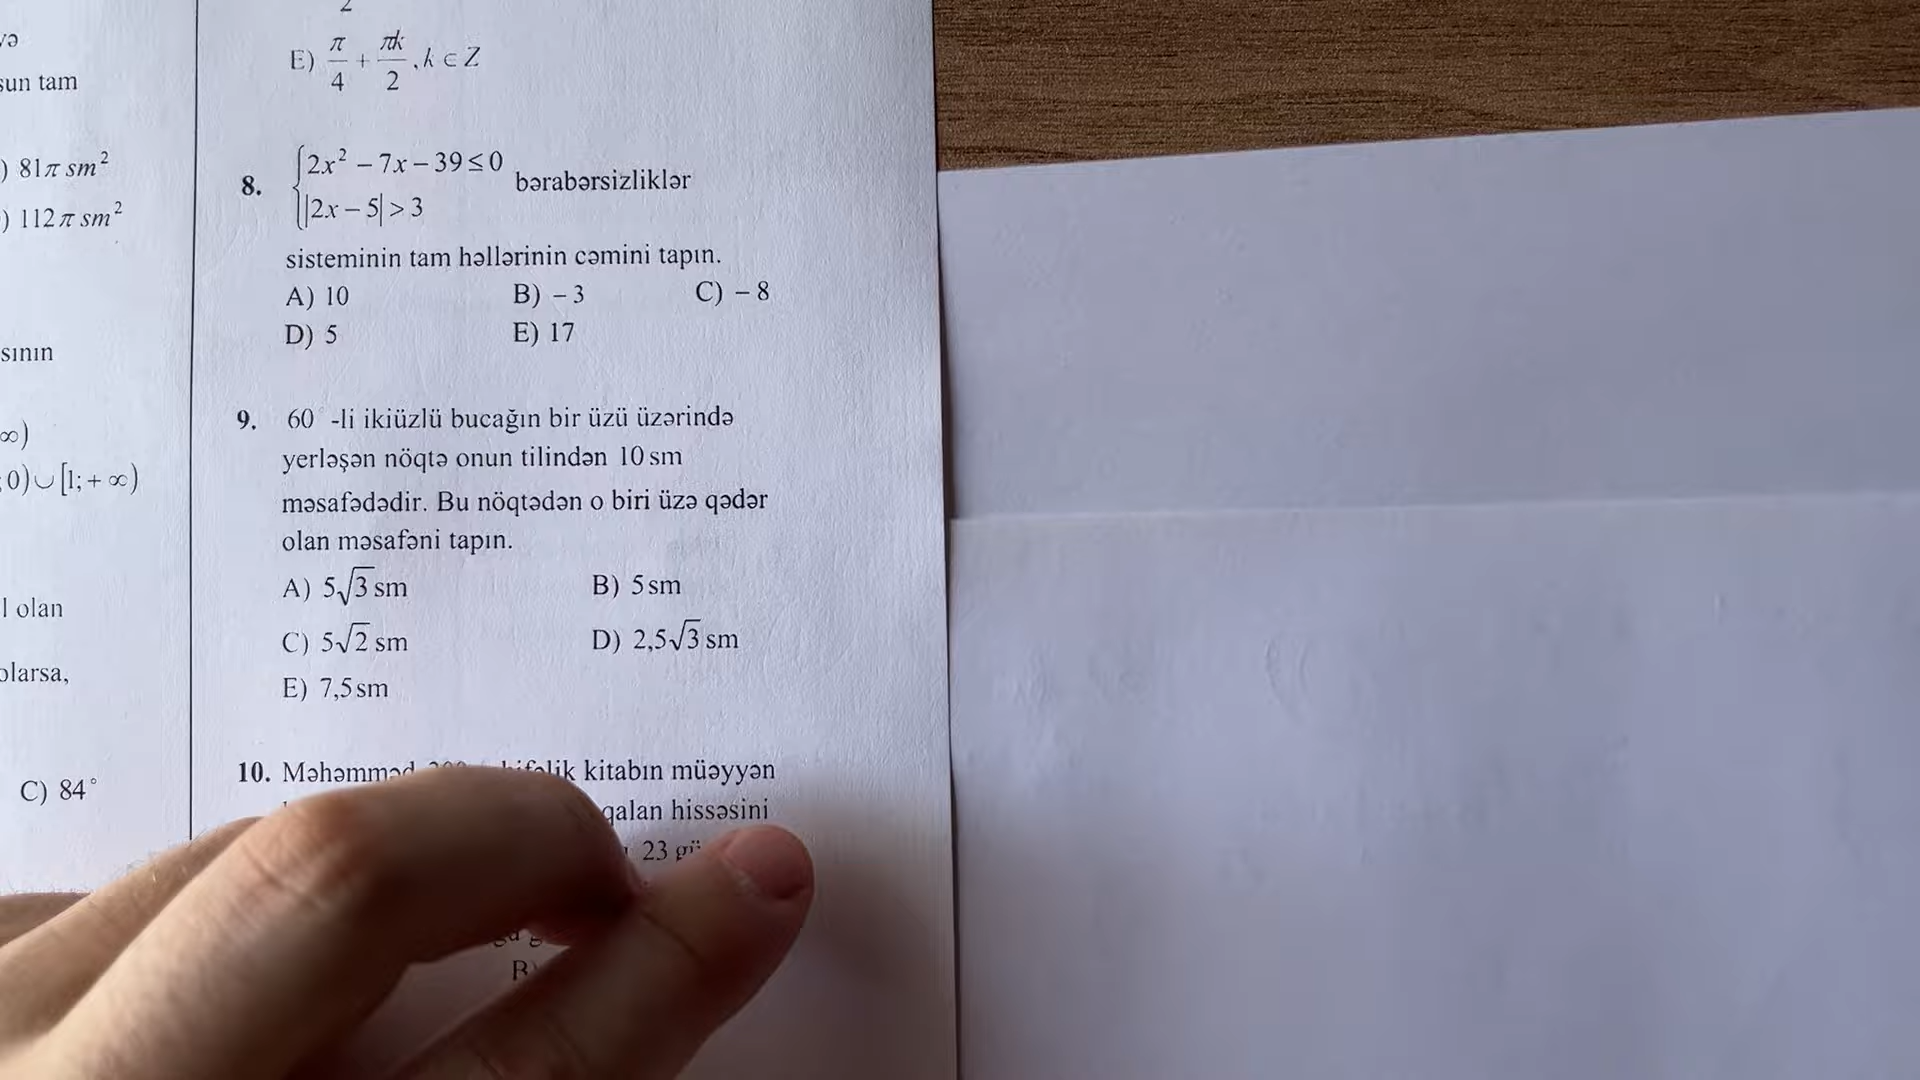 sun tam
) 81π sm²
) 112π sm²
sının
∞)
0)∪[1;+∞)
l olan
olarsa,
C) 84°
2
E) π/4 + πk/2, k ∈ Z
8. {2x² – 7x – 39 ≤ 0
|2x – 5| > 3 bərabərsizliklər
sisteminin tam həllərinin cəmini tapın.
A) 10 B) – 3 C) – 8
D) 5 E) 17
9. 60° -li ikiüzlü bucağın bir üzü üzərində
yerləşən nöqtə onun tilindən 10 sm
məsafədədir. Bu nöqtədən o biri üzə qədər
olan məsafəni tapın.
A) 5√3 sm B) 5 sm
C) 5√2 sm D) 2,5√3 sm
E) 7,5 sm
10. Məhəmməd kitabın müəyyən
qalan hissəsini
23
B)